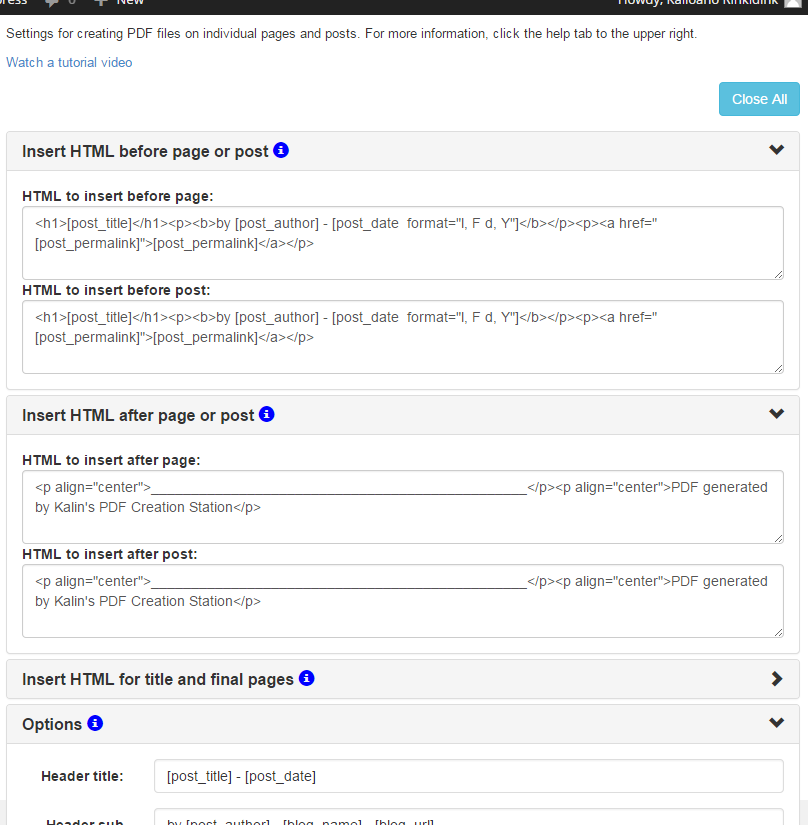 New
Howdy, Kalioano Rinkidink
Settings for creating PDF files on individual pages and posts. For more information, click the help tab to the upper right.
Watch a tutorial video
Close All
Insert HTML before page or post
HTML to insert before page:
<h1>[post_title]</h1><p><b>by [post_author] - [post_date  format="l, F d, Y"]</b></p><p><a href="
[post_permalink]">[post_permalink]</a></p>
HTML to insert before post:
<h1>[post_title]</h1><p><b>by [post_author] - [post_date  format="l, F d, Y"]</b></p><p><a href="
[post_permalink]">[post_permalink]</a></p>
Insert HTML after page or post
HTML to insert after page:
<p align="center">_______________________________________________</p><p align="center">PDF generated
by Kalin's PDF Creation Station</p>
HTML to insert after post:
<p align="center">_______________________________________________</p><p align="center">PDF generated
by Kalin's PDF Creation Station</p>
Insert HTML for title and final pages
Options
Header title:
[post_title] - [post_date]
Header sub
by [post_author] - [blog_name] - [blog_url]